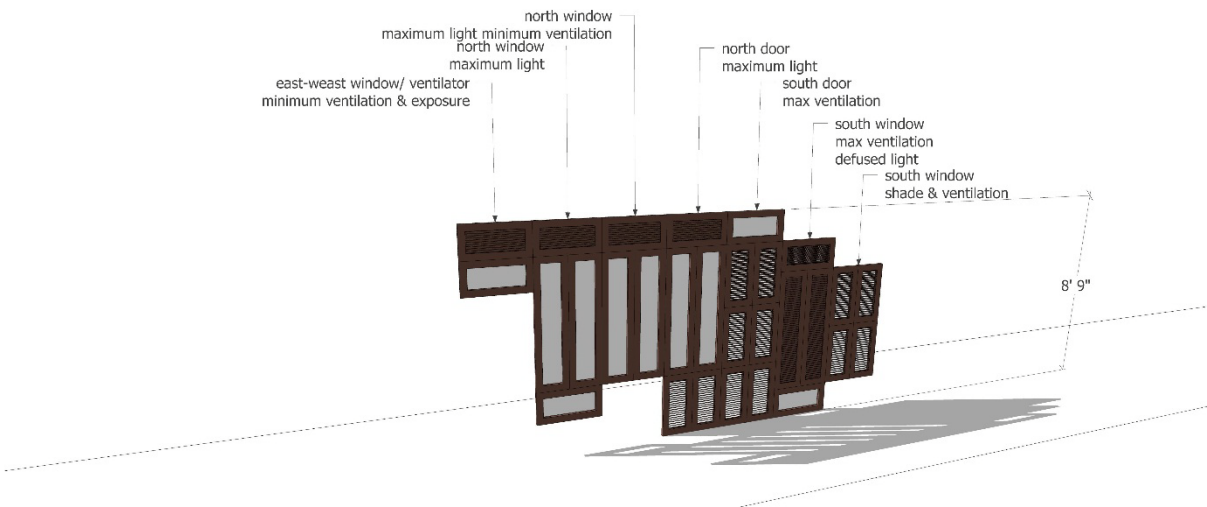 north window
maximum light minimum ventilation
north window
maximum light
east-weast window/ ventilator
minimum ventilation & exposure
north door
maximum light
south door
max ventilation
south window
max ventilation
defused light
south window
shade & ventilation
8' 9"